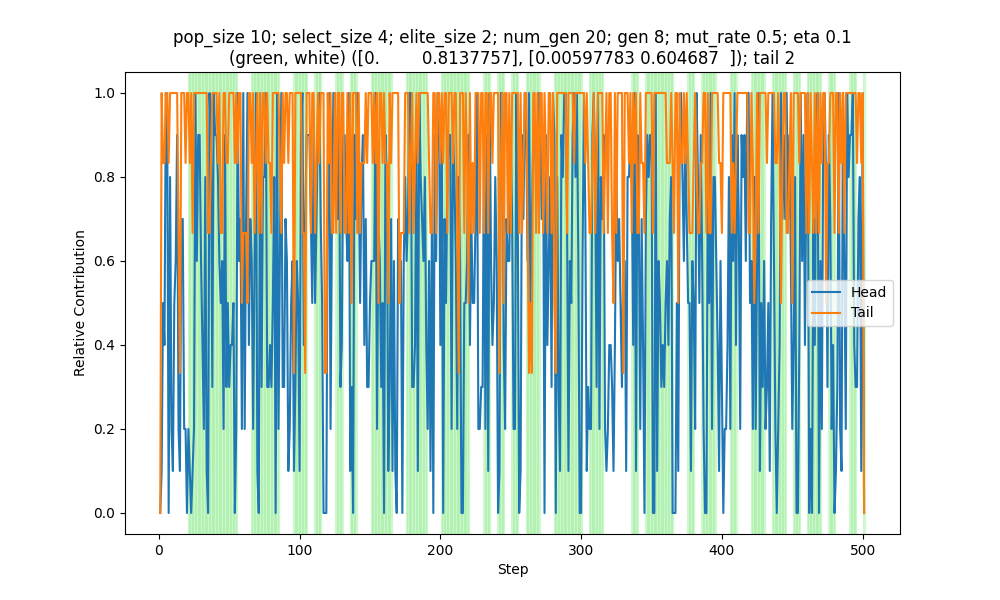 pop_size 10; select_size 4; elite_size 2; num_gen 20; gen 8; mut_rate 0.5; eta 0.1
(green, white) ([0.        0.8137757], [0.00597783 0.604687  ]); tail 2
1.0
0.8
0.6
0.4
0.2
0.0
Relative Contribution
Head
Tail
0
100
200
300
400
500
Step